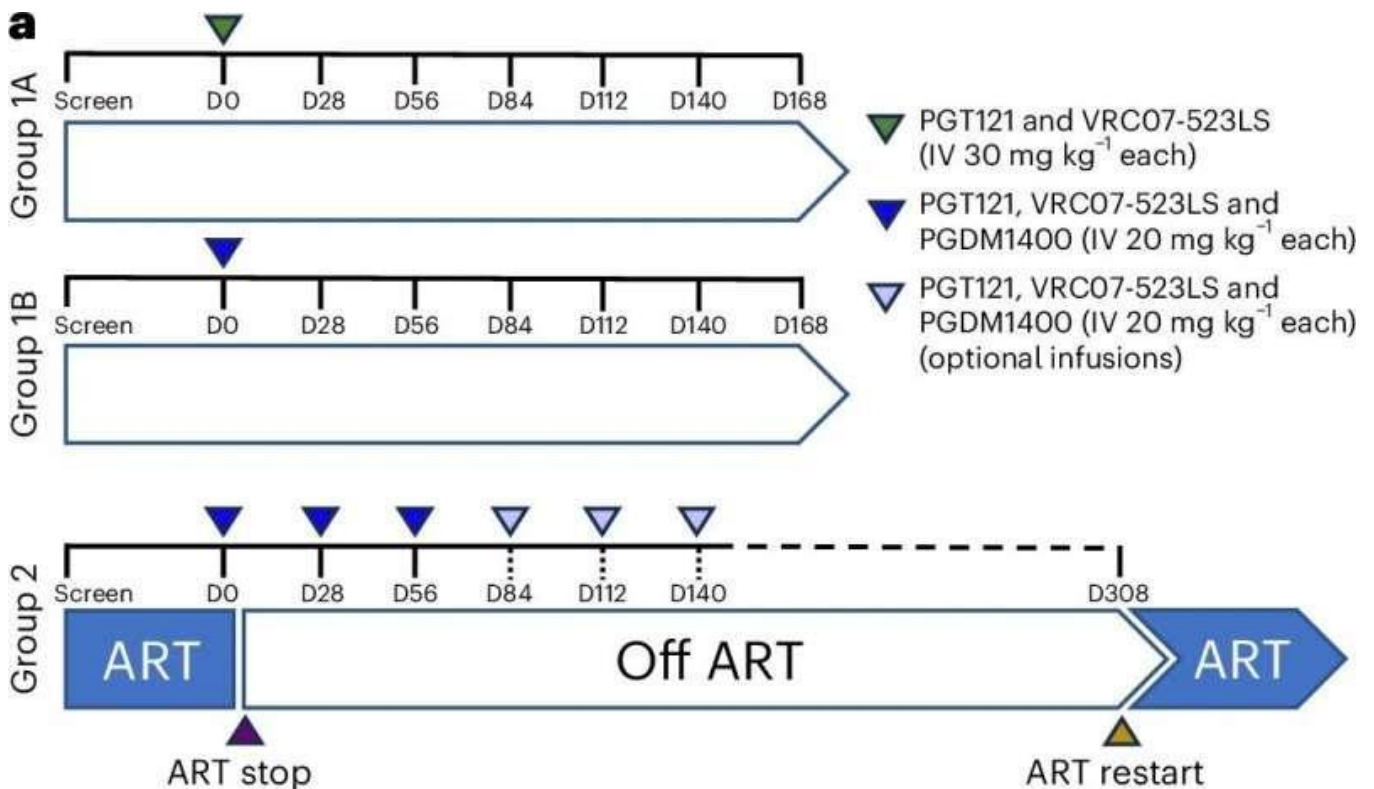 a
Group 1A
Screen D0 D28 D56 D84 D112 D140 D168
PGT121 and VRC07-523LS
(IV 30 mg kg⁻¹ each)
PGT121, VRC07-523LS and
PGDM1400 (IV 20 mg kg⁻¹ each)
PGT121, VRC07-523LS and
PGDM1400 (IV 20 mg kg⁻¹ each)
(optional infusions)
Group 1B
Screen D0 D28 D56 D84 D112 D140 D168
Group 2
Screen D0 D28 D56 D84 D112 D140 D308
ART Off ART ART
ART stop ART restart